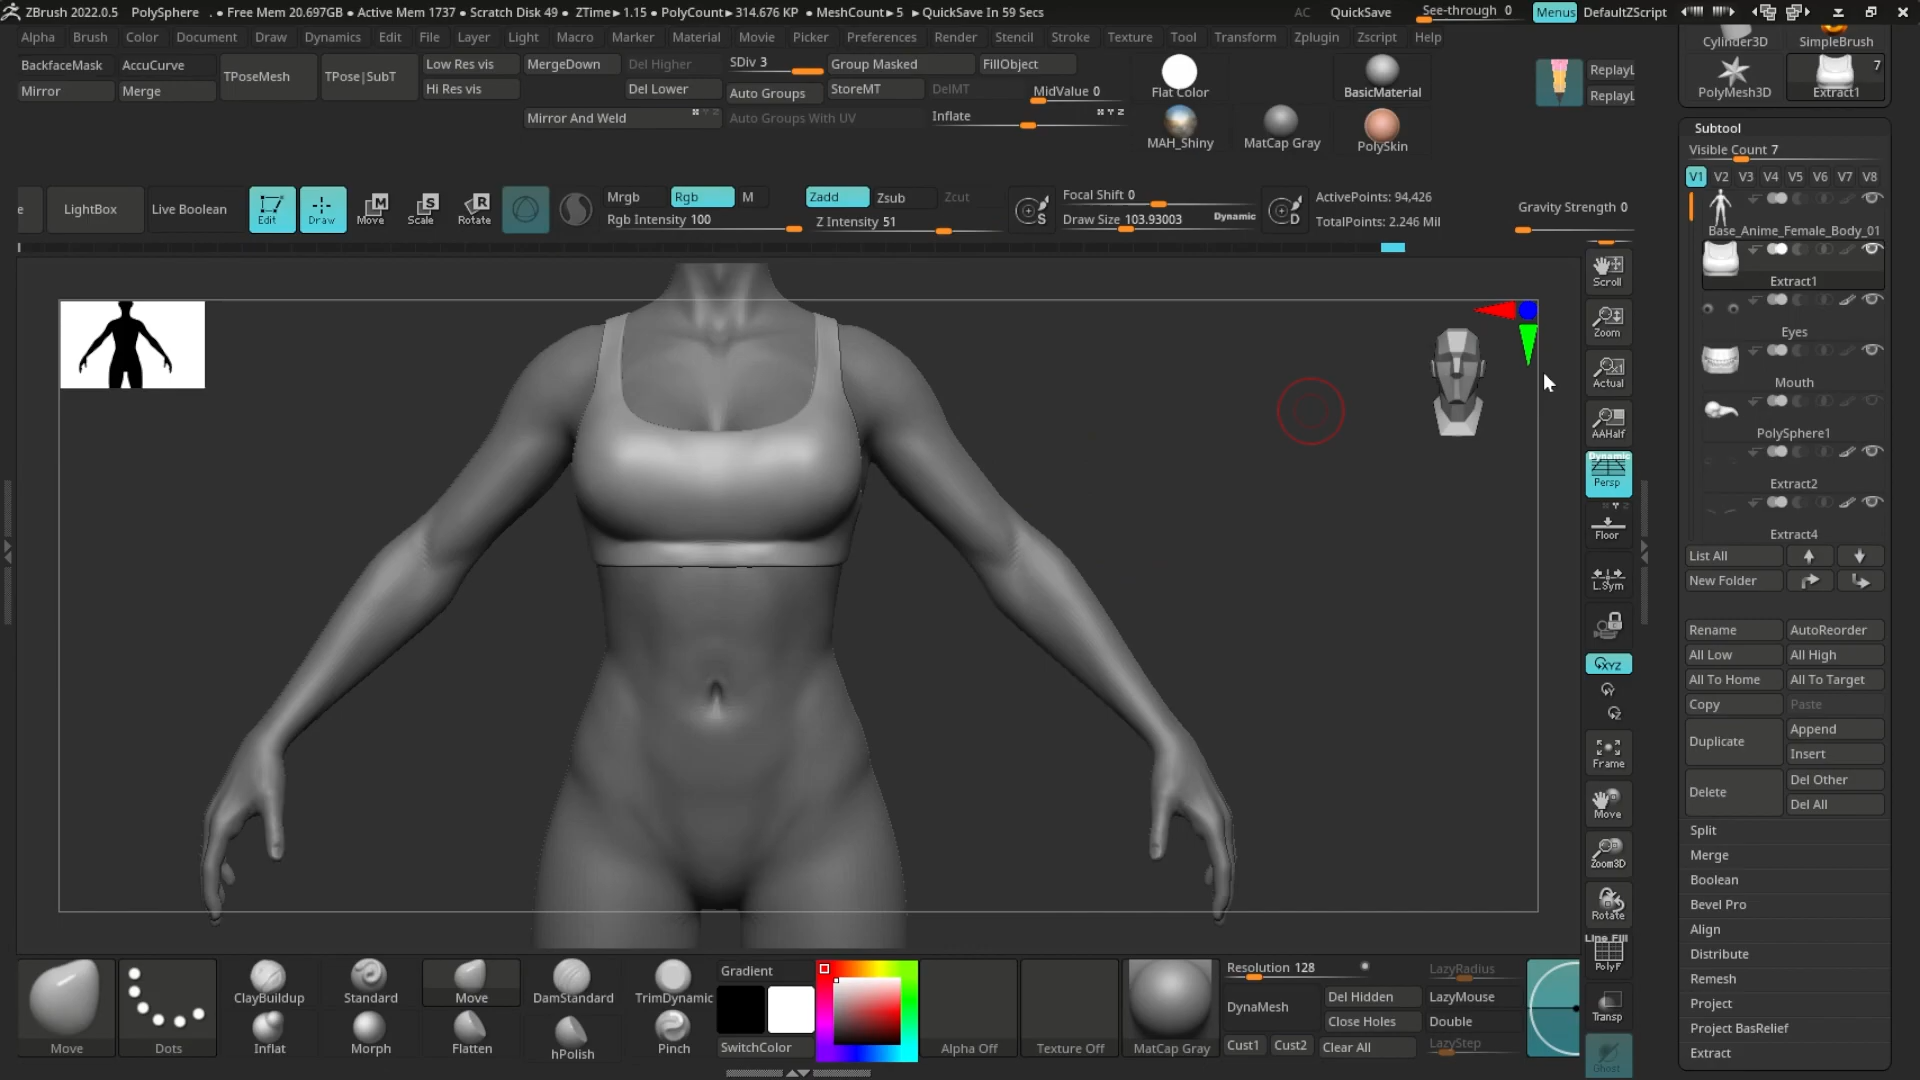 ZBrush 2022.0.5 PolySphere . • Free Mem 20.697GB • Active Mem 1737 • Scratch Disk 49 • ZTime▸1.15 • PolyCount▸314.676 KP • MeshCount▸5 ▸QuickSave In 59 Secs AC QuickSave See-through 0 Menus DefaultZScript
Alpha Brush Color Document Draw Dynamics Edit File Layer Light Macro Marker Material Movie Picker Preferences Render Stencil Stroke Texture Tool Transform Zplugin Zscript Help
BackfaceMask AccuCurve TPoseMesh TPose|SubT Low Res vis MergeDown Del Higher SDiv 3 Group Masked FillObject
Mirror Merge Hi Res vis Del Lower Auto Groups StoreMT DelMT MidValue 0
Mirror And Weld Auto Groups With UV Inflate
Flat Color BasicMaterial
MAH_Shiny MatCap Gray PolySkin
ReplayL
ReplayL
LightBox Live Boolean Edit Draw Move Scale Rotate
Mrgb Rgb M Zadd Zsub Zcut
Rgb Intensity 100 Z Intensity 51
S Focal Shift 0
Draw Size 103.93003 Dynamic D
ActivePoints: 94,426
TotalPoints: 2.246 Mil
Gravity Strength 0
Scroll
Zoom
Actual
AAHalf
Dynamic
Persp
Floor
L.Sym
XYZ
Frame
Move
Zoom3D
Rotate
Line Fill
PolyF
Transp
Ghost
Cylinder3D SimpleBrush
PolyMesh3D Extract1 7
Subtool
Visible Count 7
V1 V2 V3 V4 V5 V6 V7 V8
Base_Anime_Female_Body_01
Extract1
Eyes
Mouth
PolySphere1
Extract2
Extract4
List All
New Folder
Rename AutoReorder
All Low All High
All To Home All To Target
Copy Paste
Duplicate Append
Insert
Delete Del Other
Del All
Split
Merge
Boolean
Bevel Pro
Align
Distribute
Remesh
Project
Project BasRelief
Extract
Move Dots
ClayBuildup Standard Move DamStandard TrimDynamic
Inflat Morph Flatten hPolish Pinch
Gradient
SwitchColor
Alpha Off Texture Off MatCap Gray
Resolution 128 LazyRadius
DynaMesh Del Hidden LazyMouse
Close Holes Double
Cust1 Cust2 Clear All LazyStep